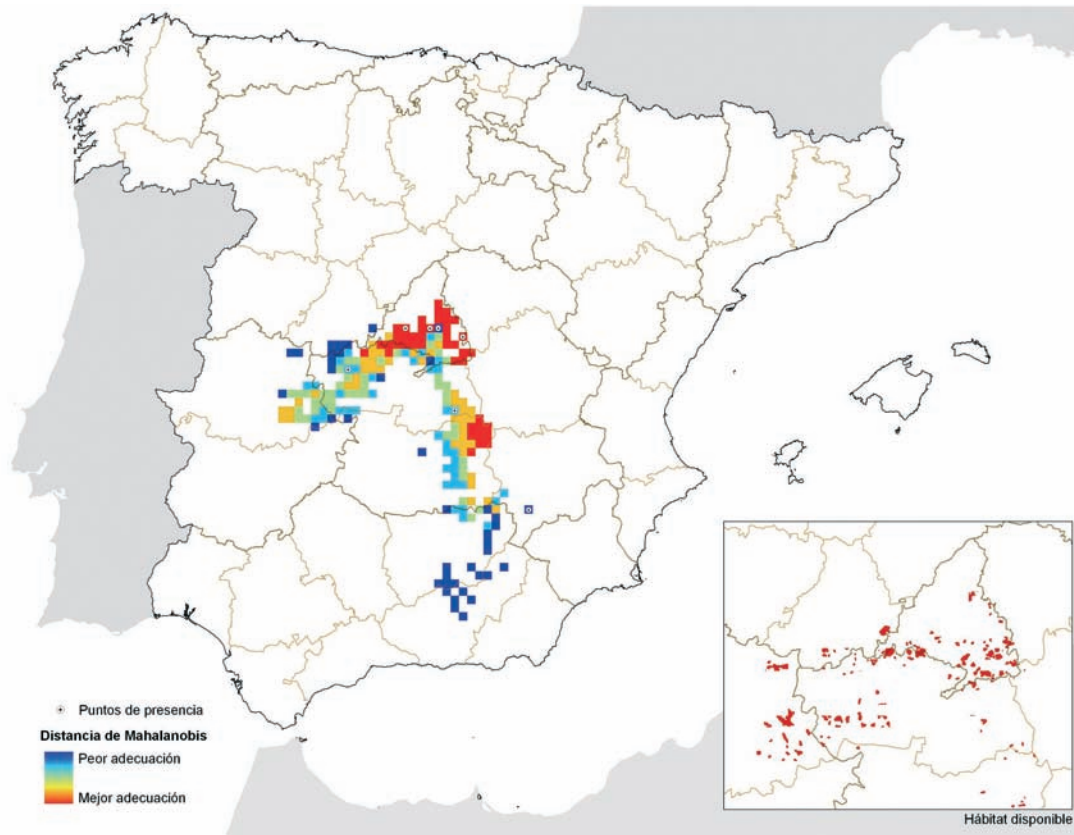 Puntos de presencia
Distancia de Mahalanobis
Peor adecuación
Mejor adecuación
Hábitat disponible